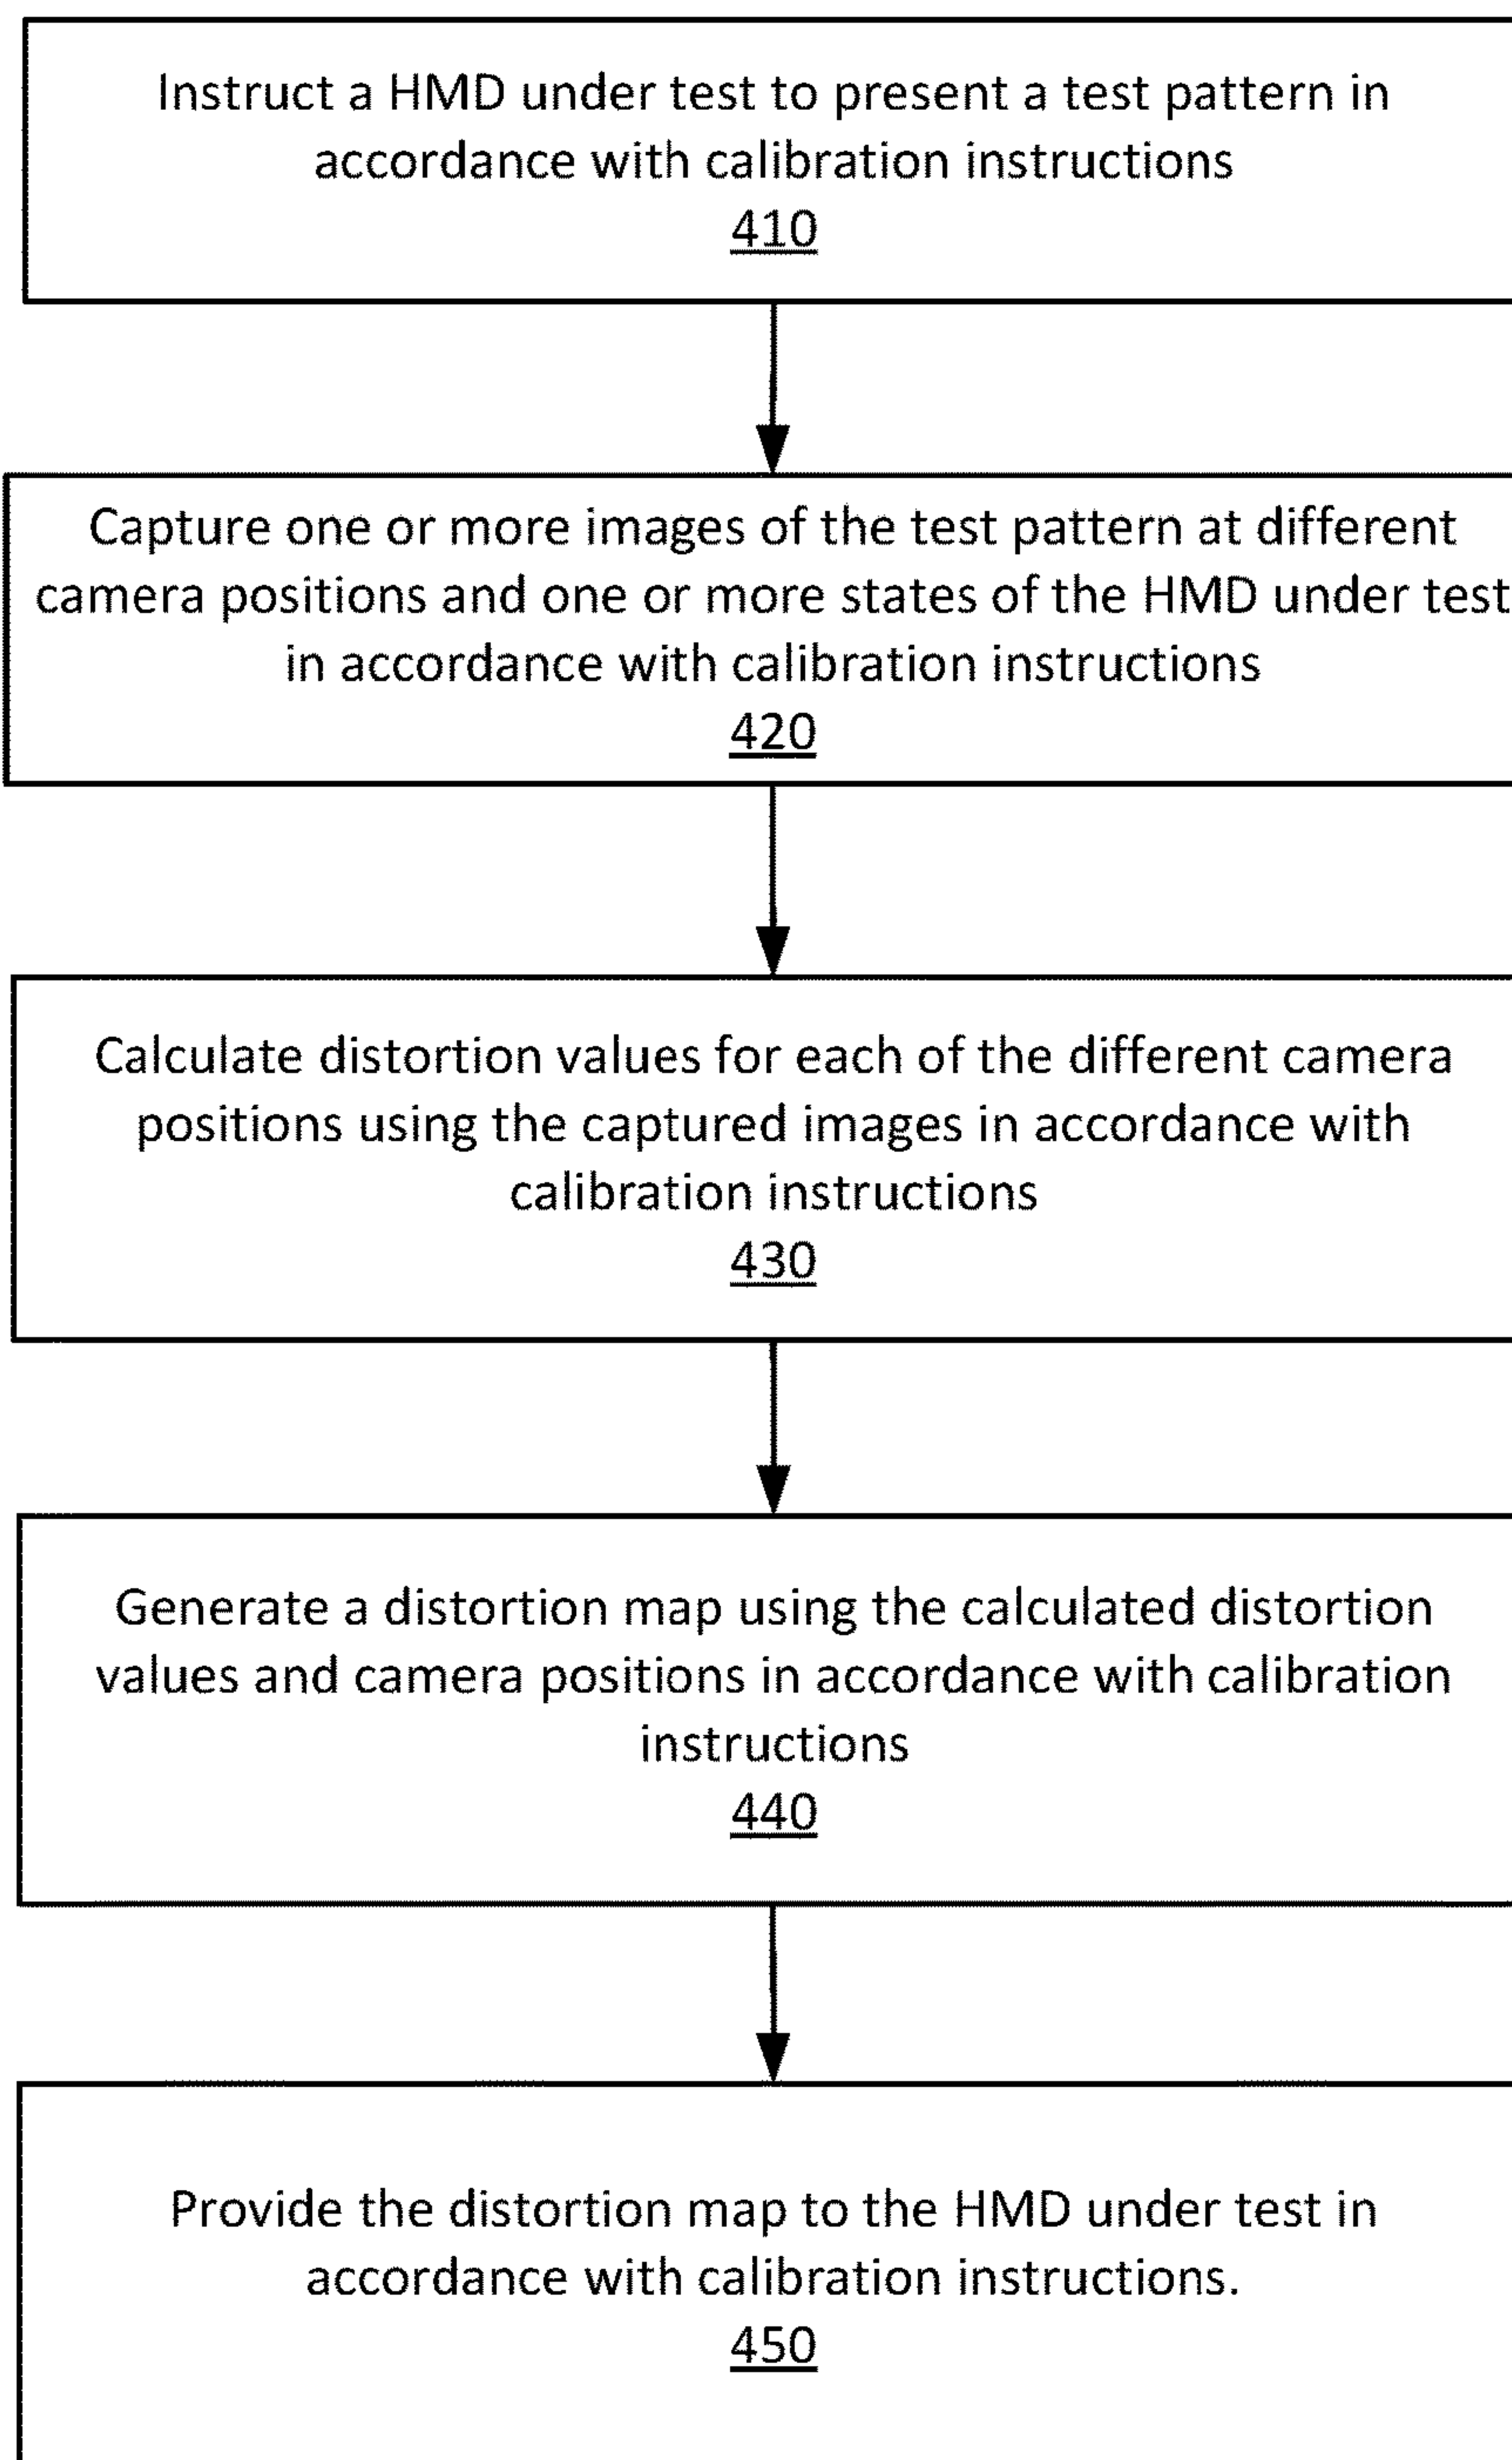 Instruct a HMD under test to present a test pattern in
accordance with calibration instructions
410
Capture one or more images of the test pattern at different
camera positions and one or more states of the HMD under test
in accordance with calibration instructions
420
Calculate distortion values for each of the different camera
positions using the captured images in accordance with
calibration instructions
430
Generate a distortion map using the calculated distortion
values and camera positions in accordance with calibration
instructions
440
Provide the distortion map to the HMD under test in
accordance with calibration instructions.
450